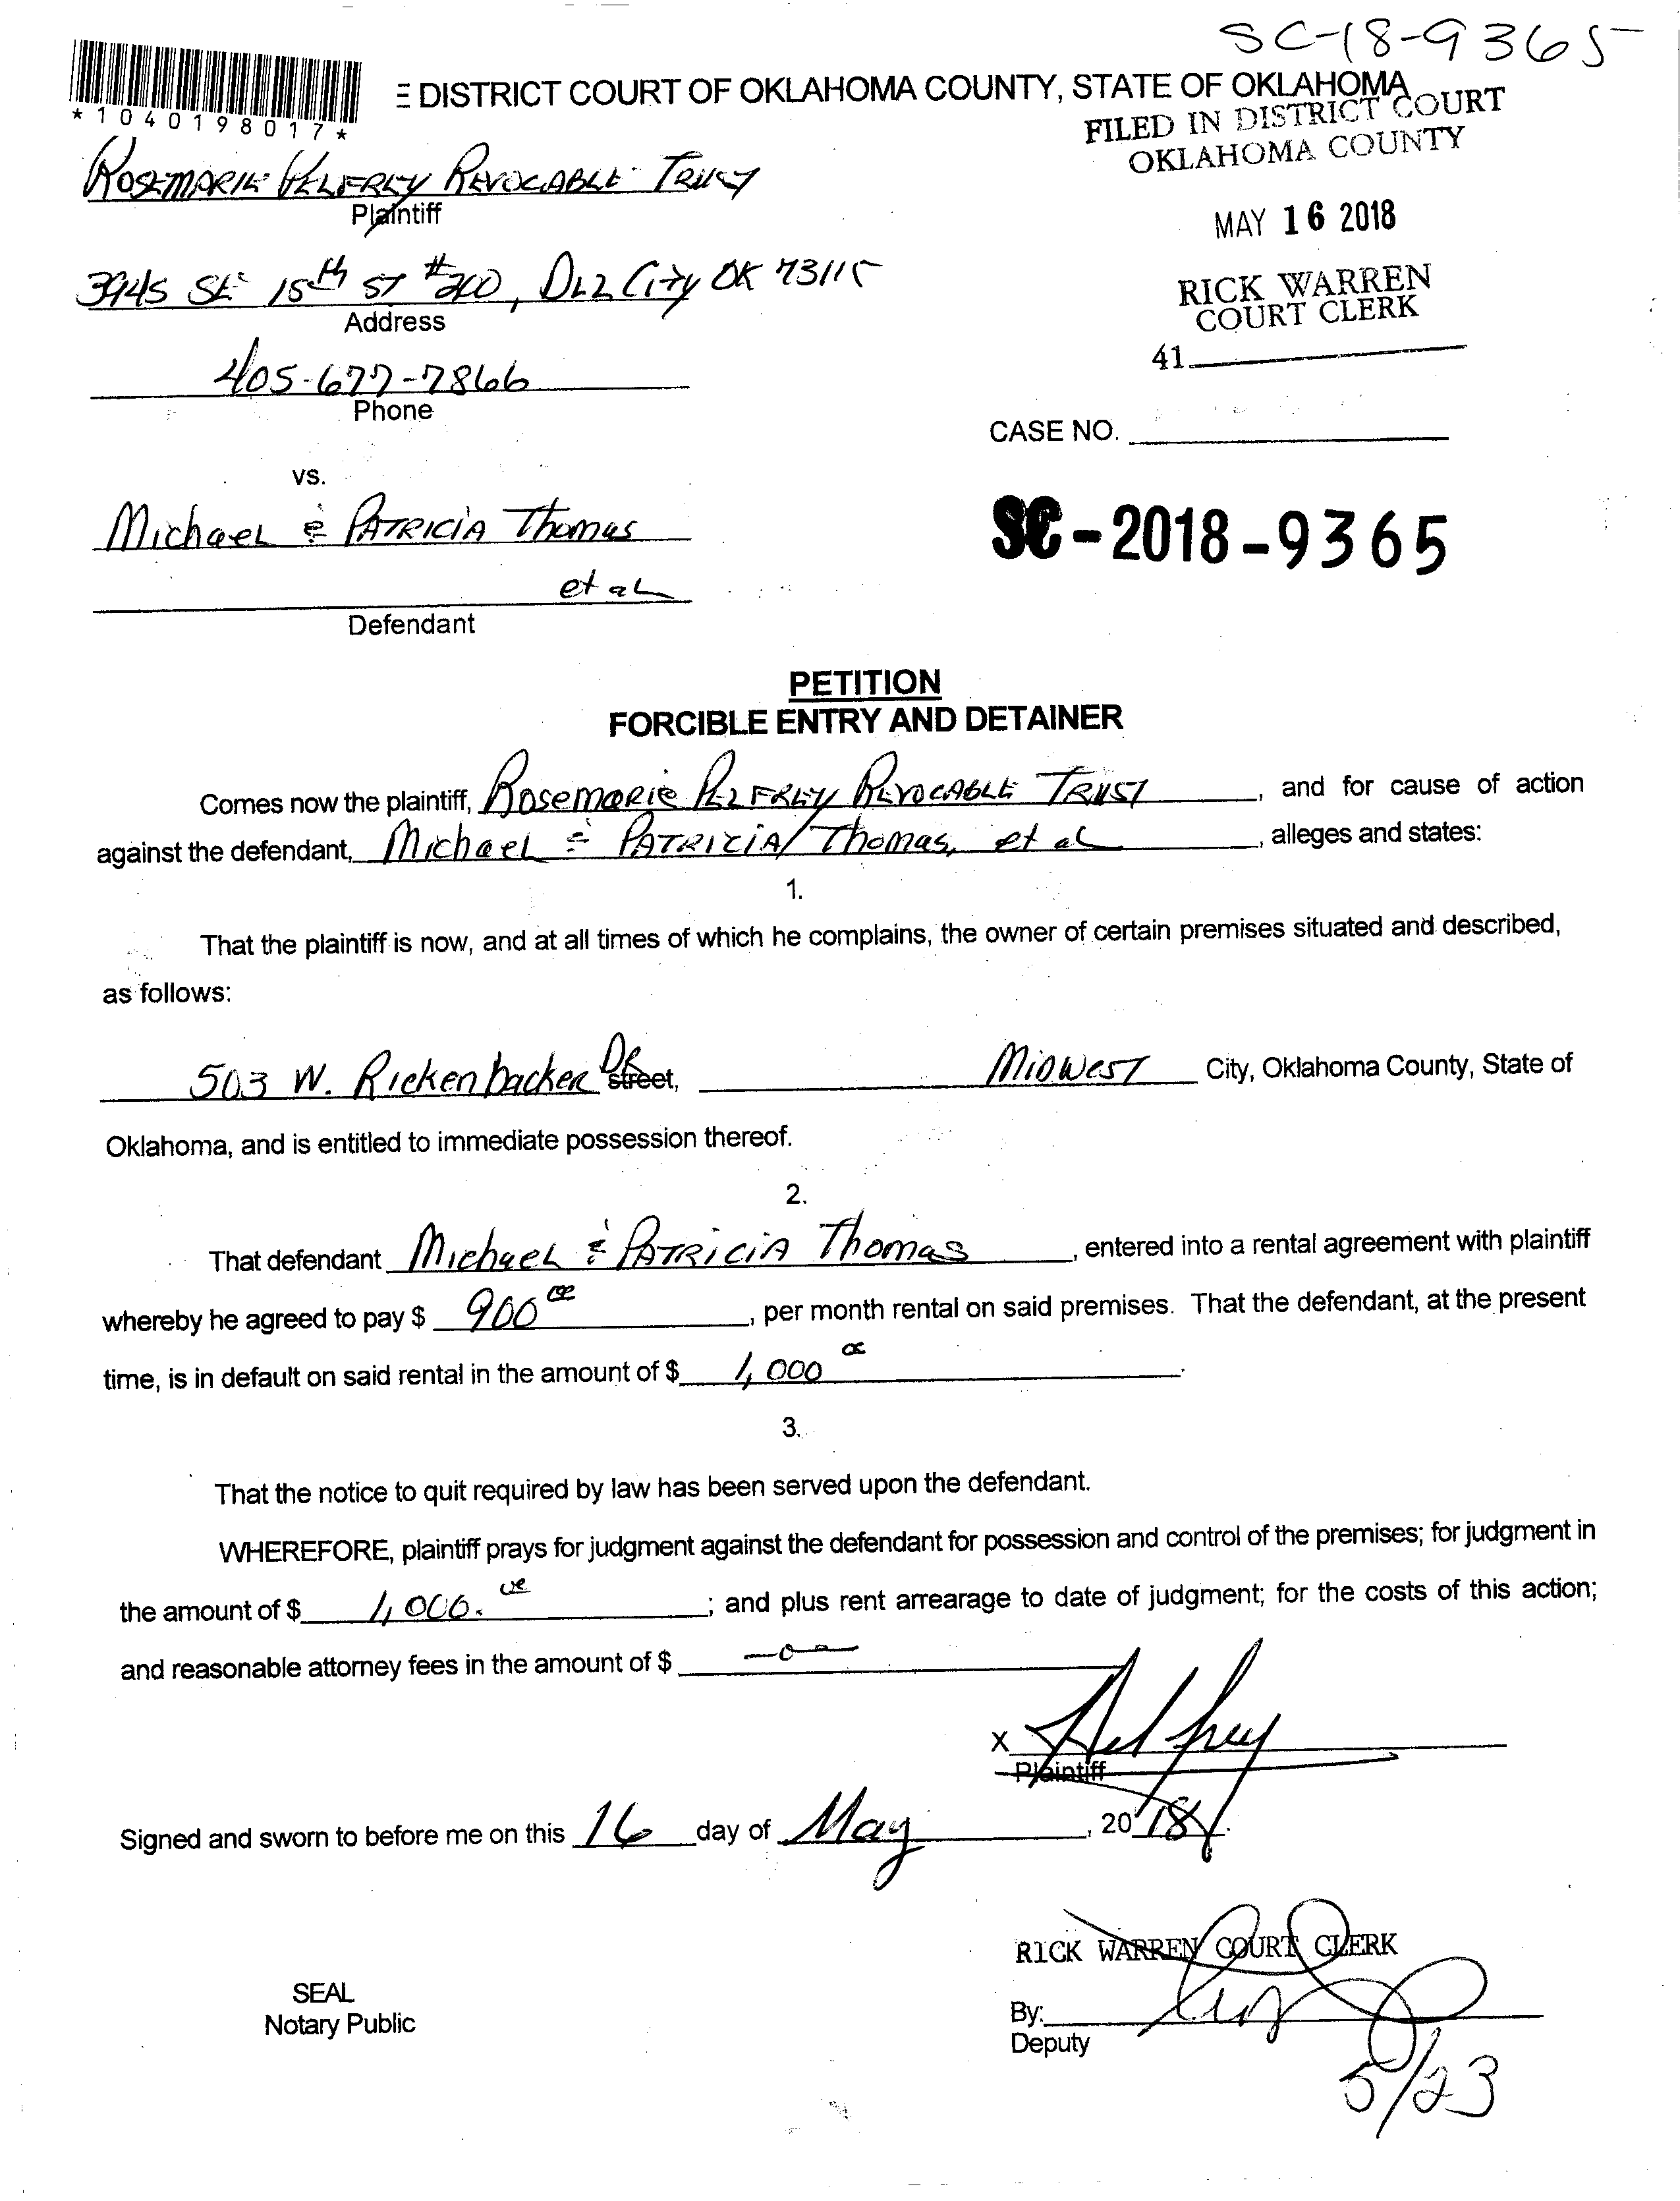 SC-18-9365
*1040198017*
E DISTRICT COURT OF OKLAHOMA COUNTY, STATE OF OKLAHOMA
FILED IN DISTRICT COURT
OKLAHOMA COUNTY
ROSEMARIE REVOCABLE TRUST
Plaintiff
MAY 16 2018
3945 SE 15th ST #200, City OK 73115
Address
RICK WARREN
COURT CLERK
41
405-677-7866
Phone
CASE NO.
vs.
Michael & PATRICIA Thomas
SC-2018-9365
et al
Defendant
PETITION
FORCIBLE ENTRY AND DETAINER
Comes now the plaintiff, Rosemarie REVOCABLE TRUST, and for cause of action
against the defendant, Michael & PATRICIA Thomas, et al, alleges and states:
1.
That the plaintiff is now, and at all times of which he complains, the owner of certain premises situated and described,
as follows:
503 W. Rickenbacker DR street, MIDWEST City, Oklahoma County, State of
Oklahoma, and is entitled to immediate possession thereof.
2.
That defendant Michael & PATRICIA Thomas, entered into a rental agreement with plaintiff
whereby he agreed to pay $ 900 00, per month rental on said premises. That the defendant, at the present
time, is in default on said rental in the amount of $ 1,000 00.
3.
That the notice to quit required by law has been served upon the defendant.
WHEREFORE, plaintiff prays for judgment against the defendant for possession and control of the premises; for judgment in
the amount of $ 1,000. 00; and plus rent arrearage to date of judgment; for the costs of this action;
and reasonable attorney fees in the amount of $ -0-
X
Plaintiff
Signed and sworn to before me on this 16 day of May, 2018.
RICK WARREN COURT CLERK
SEAL
Notary Public
By:
Deputy
5/23